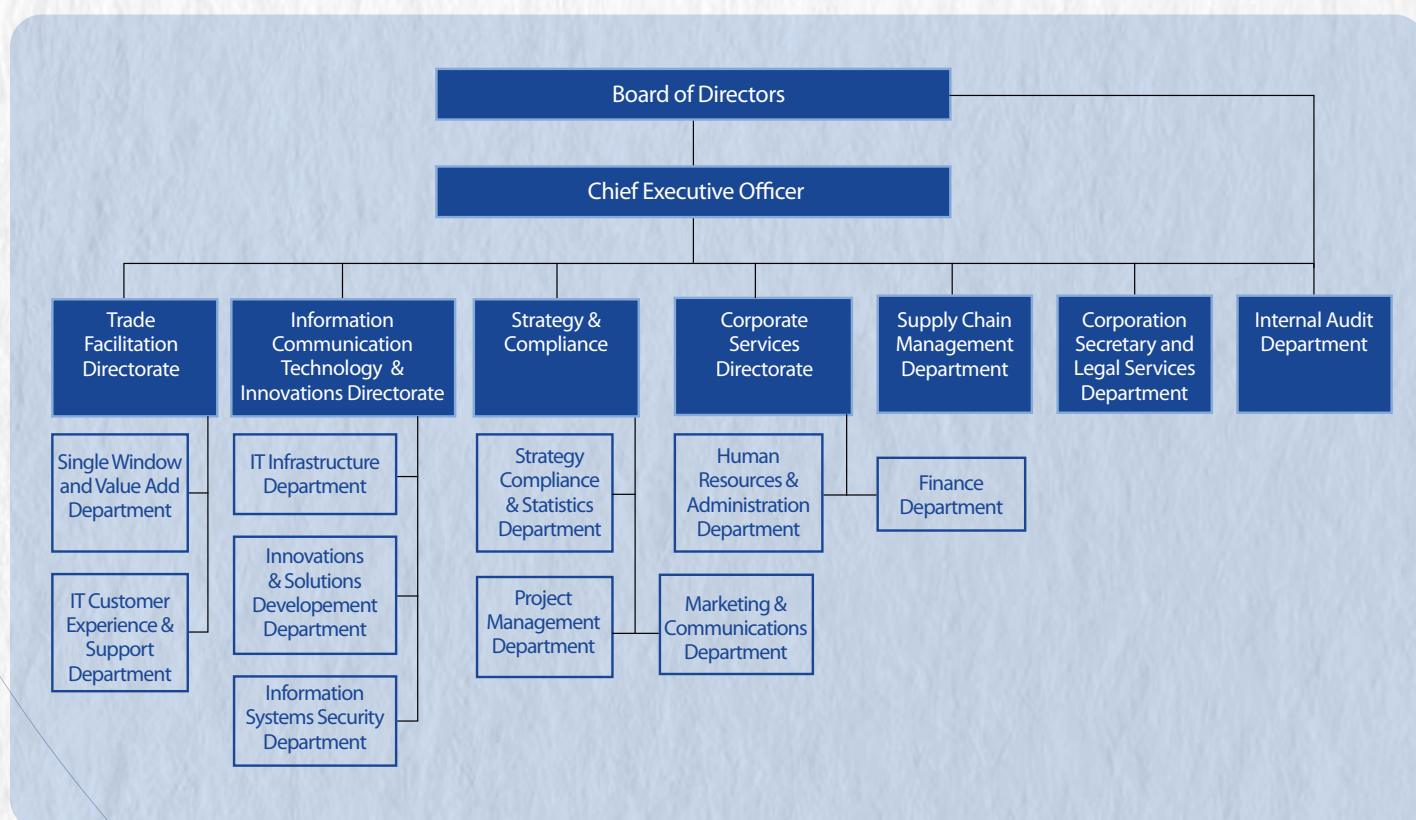 Board of Directors
Chief Executive Officer
Trade
Facilitation
Directorate
Information
Communication
Technology &
Innovations Directorate
Strategy &
Compliance
Corporate
Services
Directorate
Supply Chain
Management
Department
Corporation
Secretary and
Legal Services
Department
Internal Audit
Department
Single Window
and Value Add
Department
IT Customer
Experience &
Support
Department
IT Infrastructure
Department
Innovations
& Solutions
Developement
Department
Information
Systems Security
Department
Strategy
Compliance
& Statistics
Department
Project
Management
Department
Marketing &
Communications
Department
Human
Resources &
Administration
Department
Finance
Department